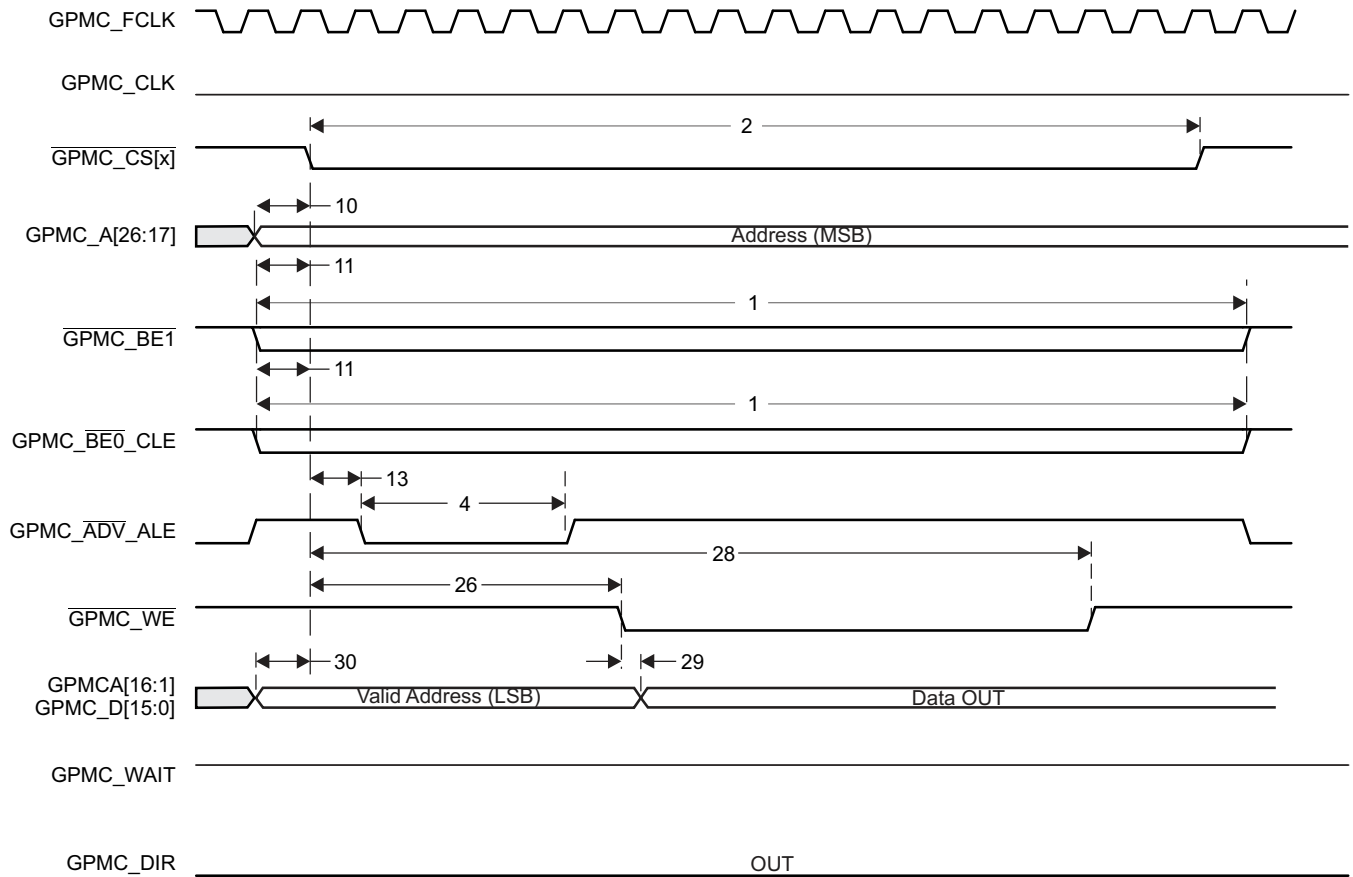 GPMC_FCLK
GPMC_CLK
2
GPMC_CS[x]
10
GPMC_A[26:17]
Address (MSB)
11
1
GPMC_BE1
11
1
GPMC_BE0_CLE
13
4
GPMC_ADV_ALE
28
26
GPMC_WE
30
29
GPMCA[16:1]
GPMC_D[15:0]
Valid Address (LSB)
Data OUT
GPMC_WAIT
GPMC_DIR
OUT